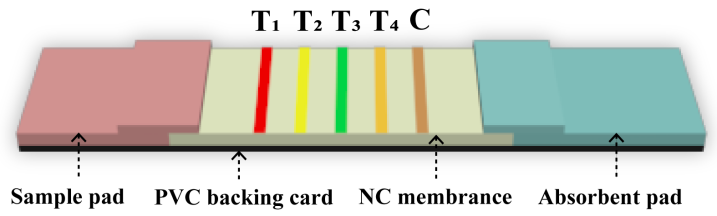 T₁ T₂ T₃ T₄ C
Sample pad PVC backing card NC membrance Absorbent pad